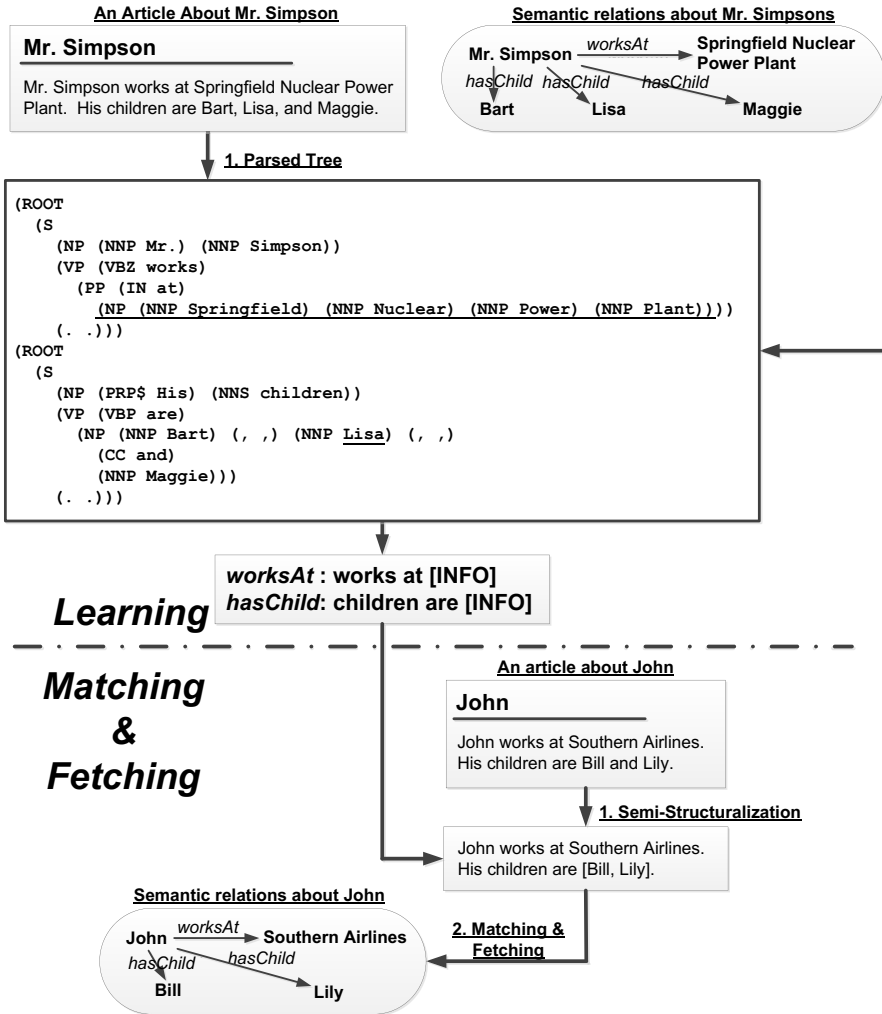 An Article About Mr. Simpson
Mr. Simpson
Mr. Simpson works at Springfield Nuclear Power
Plant. His children are Bart, Lisa, and Maggie.
Semantic relations about Mr. Simpsons
worksAt
Mr. Simpson
Springfield Nuclear
Power Plant
hasChild
hasChild
hasChild
Bart
Lisa
Maggie
1. Parsed Tree
(ROOT
(S
(NP (NNP Mr.) (NNP Simpson))
(VP (VBZ works)
(PP (IN at)
(NP (NNP Springfield) (NNP Nuclear) (NNP Power) (NNP Plant))))
(. .)))
(ROOT
(S
(NP (PRP$ His) (NNS children))
(VP (VBP are)
(NP (NNP Bart) (, ,) (NNP Lisa) (, ,)
(CC and)
(NNP Maggie)))
(. .)))
worksAt : works at [INFO]
hasChild: children are [INFO]
Learning
Matching
&
Fetching
An article about John
John
John works at Southern Airlines.
His children are Bill and Lily.
1. Semi-Structuralization
John works at Southern Airlines.
His children are [Bill, Lily].
2. Matching &
Fetching
Semantic relations about John
worksAt
John
Southern Airlines
hasChild
hasChild
Bill
Lily